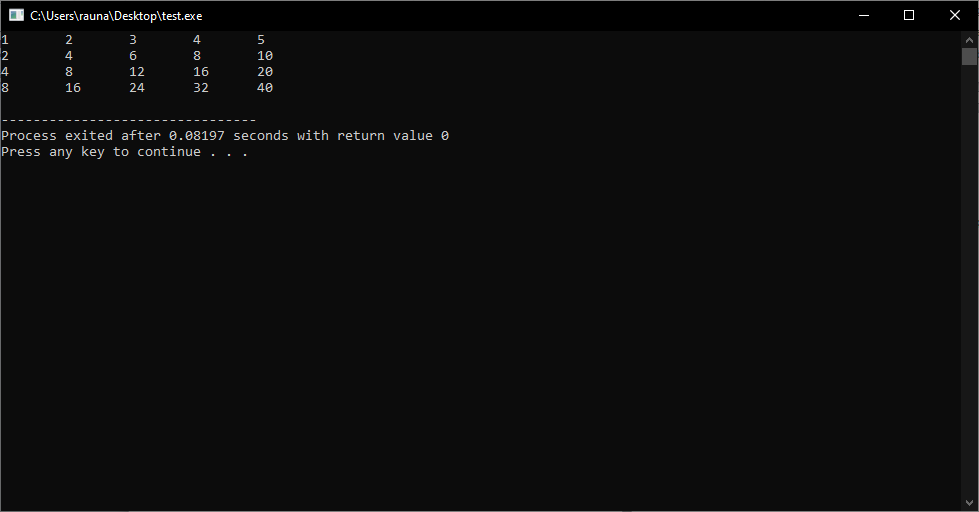 C:\Users\rauna\Desktop\test.exe
1 2 3 4 5
2 4 6 8 10
4 8 12 16 20
8 16 24 32 40
--------------------------------
Process exited after 0.08197 seconds with return value 0
Press any key to continue . . .